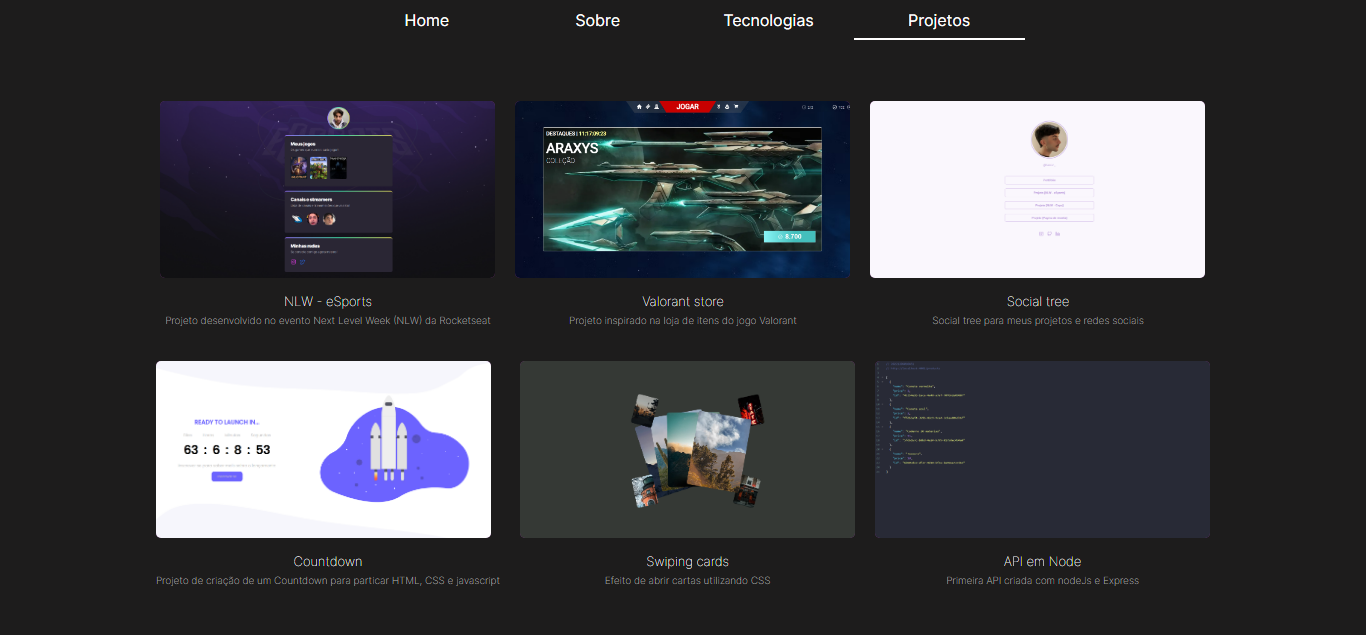 Home Sobre Tecnologias Projetos
Meus jogos
Canais e streamers
Minhas redes
JOGAR
DESTAQUES | 11:17:09:23
ARAXYS
COLEÇÃO
8.700
NLW - eSports
Projeto desenvolvido no evento Next Level Week (NLW) da Rocketseat
Valorant store
Projeto inspirado na loja de itens do jogo Valorant
Social tree
Social tree para meus projetos e redes sociais
READY TO LAUNCH IN...
63 : 6 : 8 : 53
Countdown
Projeto de criação de um Countdown para particar HTML, CSS e javascript
Swiping cards
Efeito de abrir cartas utilizando CSS
API em Node
Primeira API criada com nodeJs e Express